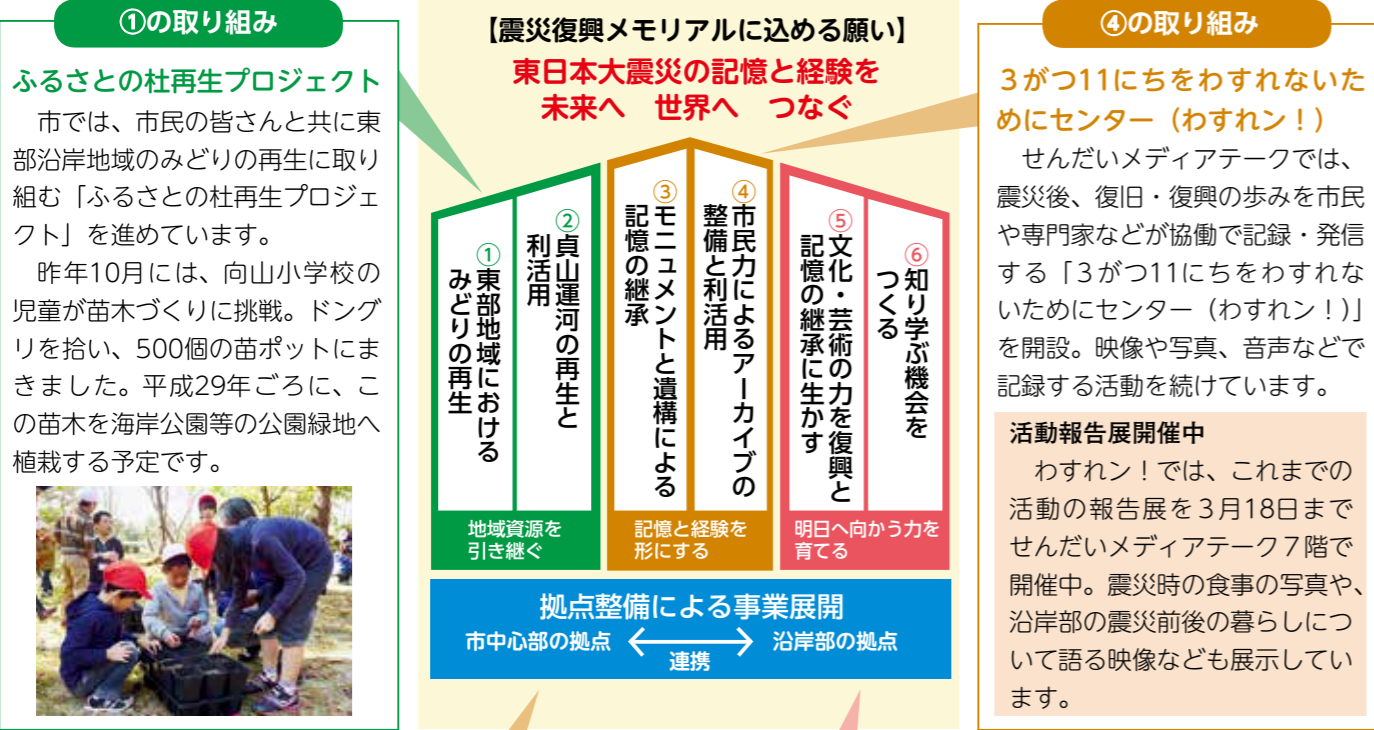 ①の取り組み
ふるさとの杜再生プロジェクト
　市では、市民の皆さんと共に東
部沿岸地域のみどりの再生に取り
組む「ふるさとの杜再生プロジェ
クト」を進めています。
　昨年10月には、向山小学校の
児童が苗木づくりに挑戦。ドング
リを拾い、500個の苗ポットにま
きました。平成29年ごろに、こ
の苗木を海岸公園等の公園緑地へ
植栽する予定です。
【震災復興メモリアルに込める願い】
東日本大震災の記憶と経験を
未来へ　世界へ　つなぐ
①東部地域における
みどりの再生
②貞山運河の再生と
利活用
③モニュメントと遺構による
記憶の継承
④市民力によるアーカイブの
整備と利活用
⑤文化・芸術の力を復興と
記憶の継承に生かす
⑥知り学ぶ機会を
つくる
地域資源を
引き継ぐ
記憶と経験を
形にする
明日へ向かう力を
育てる
拠点整備による事業展開
市中心部の拠点
連携
沿岸部の拠点
④の取り組み
３がつ11にちをわすれないた
めにセンター（わすれン！）
　せんだいメディアテークでは、
震災後、復旧・復興の歩みを市民
や専門家などが協働で記録・発信
する「３がつ11にちをわすれな
いためにセンター（わすれン！）」
を開設。映像や写真、音声などで
記録する活動を続けています。
活動報告展開催中
　わすれン！では、これまでの
活動の報告展を３月18日まで
せんだいメディアテーク７階で
開催中。震災時の食事の写真や、
沿岸部の震災前後の暮らしにつ
いて語る映像なども展示してい
ます。